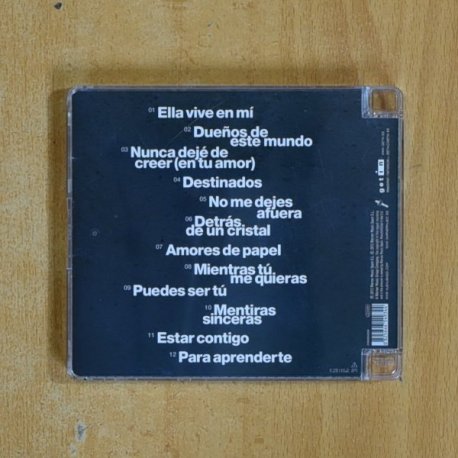 01 Ella vive en mí
02 Dueños de
este mundo
03 Nunca dejé de
creer (en tu amor)
04 Destinados
05 No me dejes
afuera
06 Detrás
de un cristal
07 Amores de papel
08 Mientras tú
me quieras
09 Puedes ser tú
10 Mentiras
sinceras
11 Estar contigo
12 Para aprenderte
get in